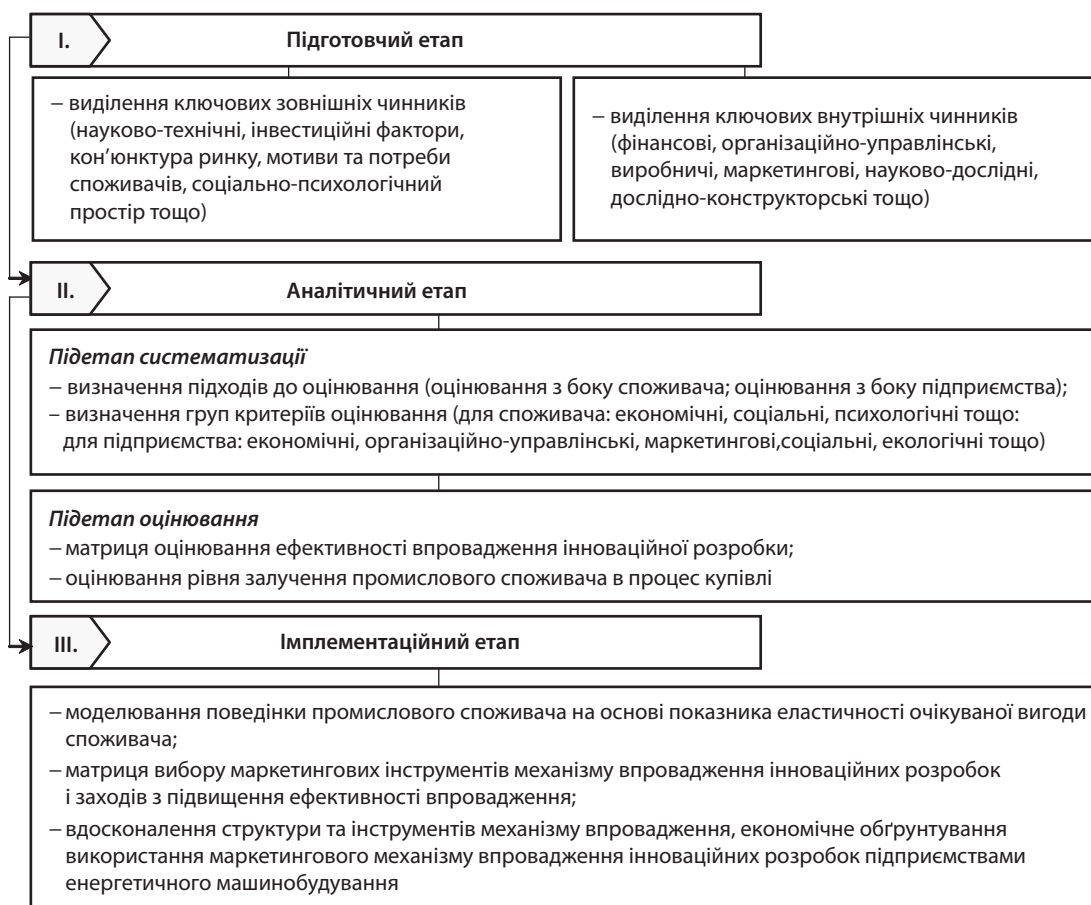 I.
Підготовчий етап
– виділення ключових зовнішніх чинників
(науково-технічні, інвестиційні фактори,
кон’юнктура ринку, мотиви та потреби
споживачів, соціально-психологічний
простір тощо)
– виділення ключових внутрішніх чинників
(фінансові, організаційно-управлінські,
виробничі, маркетингові, науково-дослідні,
дослідно-конструкторські тощо)
II.
Аналітичний етап
Підетап систематизації
– визначення підходів до оцінювання (оцінювання з боку споживача; оцінювання з боку підприємства);
– визначення груп критеріїв оцінювання (для споживача: економічні, соціальні, психологічні тощо:
для підприємства: економічні, організаційно-управлінські, маркетингові,соціальні, екологічні тощо)
Підетап оцінювання
– матриця оцінювання ефективності впровадження інноваційної розробки;
– оцінювання рівня залучення промислового споживача в процес купівлі
III.
Імплементаційний етап
– моделювання поведінки промислового споживача на основі показника еластичності очікуваної вигоди
споживача;
– матриця вибору маркетингових інструментів механізму впровадження інноваційних розробок
і заходів з підвищення ефективності впровадження;
– вдосконалення структури та інструментів механізму впровадження, економічне обґрунтування
використання маркетингового механізму впровадження інноваційних розробок підприємствами
енергетичного машинобудування